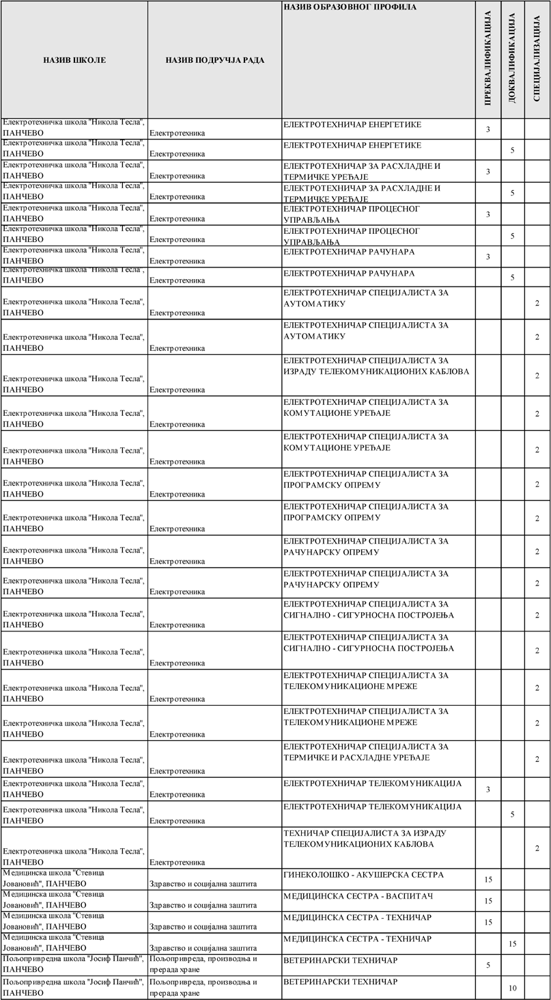 НАЗИВ ШКОЛЕ
НАЗИВ ПОДРУЧЈА РАДА
НАЗИВ ОБРАЗОВНОГ ПРОФИЛА
ПРЕКВАЛИФИКАЦИЈА
ДОКВАЛИФИКАЦИЈА
СПЕЦИЈАЛИЗАЦИЈА
Електротехничка школа "Никола Тесла",
ПАНЧЕВО
Електротехника
ЕЛЕКТРОТЕХНИЧАР ЕНЕРГЕТИКЕ
3
Електротехничка школа "Никола Тесла",
ПАНЧЕВО
Електротехника
ЕЛЕКТРОТЕХНИЧАР ЕНЕРГЕТИКЕ
5
Електротехничка школа "Никола Тесла",
ПАНЧЕВО
Електротехника
ЕЛЕКТРОТЕХНИЧАР ЗА РАСХЛАДНЕ И
ТЕРМИЧКЕ УРЕЂАЈЕ
3
Електротехничка школа "Никола Тесла",
ПАНЧЕВО
Електротехника
ЕЛЕКТРОТЕХНИЧАР ЗА РАСХЛАДНЕ И
ТЕРМИЧКЕ УРЕЂАЈЕ
5
Електротехничка школа "Никола Тесла",
ПАНЧЕВО
Електротехника
ЕЛЕКТРОТЕХНИЧАР ПРОЦЕСНОГ
УПРАВЉАЊА
3
Електротехничка школа "Никола Тесла",
ПАНЧЕВО
Електротехника
ЕЛЕКТРОТЕХНИЧАР ПРОЦЕСНОГ
УПРАВЉАЊА
5
Електротехничка школа "Никола Тесла",
ПАНЧЕВО
Електротехника
ЕЛЕКТРОТЕХНИЧАР РАЧУНАРА
3
Електротехничка школа "Никола Тесла",
ПАНЧЕВО
Електротехника
ЕЛЕКТРОТЕХНИЧАР РАЧУНАРА
5
Електротехничка школа "Никола Тесла",
ПАНЧЕВО
Електротехника
ЕЛЕКТРОТЕХНИЧАР СПЕЦИЈАЛИСТА ЗА
АУТОМАТИКУ
2
Електротехничка школа "Никола Тесла",
ПАНЧЕВО
Електротехника
ЕЛЕКТРОТЕХНИЧАР СПЕЦИЈАЛИСТА ЗА
АУТОМАТИКУ
2
Електротехничка школа "Никола Тесла",
ПАНЧЕВО
Електротехника
ЕЛЕКТРОТЕХНИЧАР СПЕЦИЈАЛИСТА ЗА
ИЗРАДУ ТЕЛЕКОМУНИКАЦИОНИХ КАБЛОВА
2
Електротехничка школа "Никола Тесла",
ПАНЧЕВО
Електротехника
ЕЛЕКТРОТЕХНИЧАР СПЕЦИЈАЛИСТА ЗА
КОМУТАЦИОНЕ УРЕЂАЈЕ
2
Електротехничка школа "Никола Тесла",
ПАНЧЕВО
Електротехника
ЕЛЕКТРОТЕХНИЧАР СПЕЦИЈАЛИСТА ЗА
КОМУТАЦИОНЕ УРЕЂАЈЕ
2
Електротехничка школа "Никола Тесла",
ПАНЧЕВО
Електротехника
ЕЛЕКТРОТЕХНИЧАР СПЕЦИЈАЛИСТА ЗА
ПРОГРАМСКУ ОПРЕМУ
2
Електротехничка школа "Никола Тесла",
ПАНЧЕВО
Електротехника
ЕЛЕКТРОТЕХНИЧАР СПЕЦИЈАЛИСТА ЗА
ПРОГРАМСКУ ОПРЕМУ
2
Електротехничка школа "Никола Тесла",
ПАНЧЕВО
Електротехника
ЕЛЕКТРОТЕХНИЧАР СПЕЦИЈАЛИСТА ЗА
РАЧУНАРСКУ ОПРЕМУ
2
Електротехничка школа "Никола Тесла",
ПАНЧЕВО
Електротехника
ЕЛЕКТРОТЕХНИЧАР СПЕЦИЈАЛИСТА ЗА
РАЧУНАРСКУ ОПРЕМУ
2
Електротехничка школа "Никола Тесла",
ПАНЧЕВО
Електротехника
ЕЛЕКТРОТЕХНИЧАР СПЕЦИЈАЛИСТА ЗА
СИГНАЛНО - СИГУРНОСНА ПОСТРОЈЕЊА
2
Електротехничка школа "Никола Тесла",
ПАНЧЕВО
Електротехника
ЕЛЕКТРОТЕХНИЧАР СПЕЦИЈАЛИСТА ЗА
СИГНАЛНО - СИГУРНОСНА ПОСТРОЈЕЊА
2
Електротехничка школа "Никола Тесла",
ПАНЧЕВО
Електротехника
ЕЛЕКТРОТЕХНИЧАР СПЕЦИЈАЛИСТА ЗА
ТЕЛЕКОМУНИКАЦИОНЕ МРЕЖЕ
2
Електротехничка школа "Никола Тесла",
ПАНЧЕВО
Електротехника
ЕЛЕКТРОТЕХНИЧАР СПЕЦИЈАЛИСТА ЗА
ТЕЛЕКОМУНИКАЦИОНЕ МРЕЖЕ
2
Електротехничка школа "Никола Тесла",
ПАНЧЕВО
Електротехника
ЕЛЕКТРОТЕХНИЧАР СПЕЦИЈАЛИСТА ЗА
ТЕРМИЧКЕ И РАСХЛАДНЕ УРЕЂАЈЕ
2
Електротехничка школа "Никола Тесла",
ПАНЧЕВО
Електротехника
ЕЛЕКТРОТЕХНИЧАР ТЕЛЕКОМУНИКАЦИЈА
3
Електротехничка школа "Никола Тесла",
ПАНЧЕВО
Електротехника
ЕЛЕКТРОТЕХНИЧАР ТЕЛЕКОМУНИКАЦИЈА
5
Електротехничка школа "Никола Тесла",
ПАНЧЕВО
Електротехника
ТЕХНИЧАР СПЕЦИЈАЛИСТА ЗА ИЗРАДУ
ТЕЛЕКОМУНИКАЦИОНИХ КАБЛОВА
2
Медицинска школа "Стевица
Јовановић", ПАНЧЕВО
Здравство и социјална заштита
ГИНЕКОЛОШКО - АКУШЕРСКА СЕСТРА
15
Медицинска школа "Стевица
Јовановић", ПАНЧЕВО
Здравство и социјална заштита
МЕДИЦИНСКА СЕСТРА - ВАСПИТАЧ
15
Медицинска школа "Стевица
Јовановић", ПАНЧЕВО
Здравство и социјална заштита
МЕДИЦИНСКА СЕСТРА - ТЕХНИЧАР
15
Медицинска школа "Стевица
Јовановић", ПАНЧЕВО
Здравство и социјална заштита
МЕДИЦИНСКА СЕСТРА - ТЕХНИЧАР
15
Пољопривредна школа "Јосиф Панчић",
ПАНЧЕВО
Пољопривреда, производња и
прерада хране
ВЕТЕРИНАРСКИ ТЕХНИЧАР
5
Пољопривредна школа "Јосиф Панчић",
ПАНЧЕВО
Пољопривреда, производња и
прерада хране
ВЕТЕРИНАРСКИ ТЕХНИЧАР
10